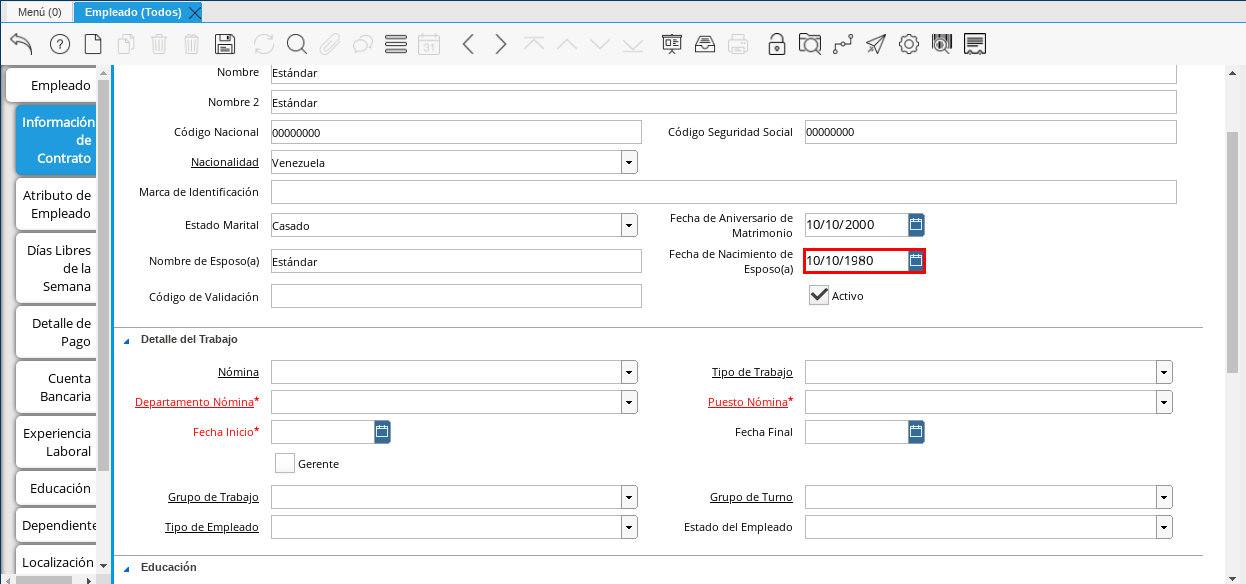 Menú (0)
Empleado (Todos)
31
Empleado
Información
de
Contrato
Atributo de
Empleado
Días Libres
de la
Semana
Detalle de
Pago
Cuenta
Bancaria
Experiencia
Laboral
Educación
Dependiente
Localización
Nombre Estándar
Nombre 2 Estándar
Código Nacional 00000000 Código Seguridad Social 00000000
Nacionalidad Venezuela
Marca de Identificación
Estado Marital Casado Fecha de Aniversario de
Matrimonio 10/10/2000
Nombre de Esposo(a) Estándar Fecha de Nacimiento de
Esposo(a) 10/10/1980
Código de Validación Activo
Detalle del Trabajo
Nómina Tipo de Trabajo
Departamento Nómina* Puesto Nómina*
Fecha Inicio* Fecha Final
Gerente
Grupo de Trabajo Grupo de Turno
Tipo de Empleado Estado del Empleado
Educación